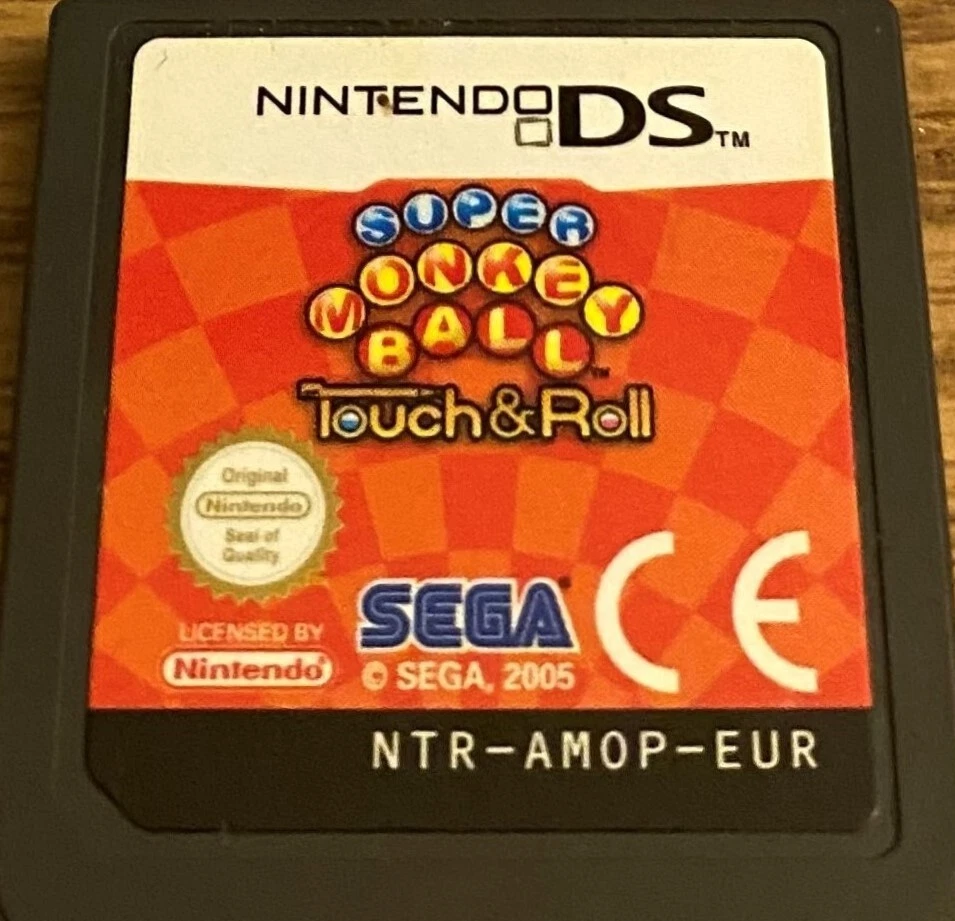 NINTENDO DS™
SUPER
MONKEY
BALL™
Touch & Roll
Original
Nintendo
Seal of
Quality
LICENSED BY
Nintendo®
SEGA®
© SEGA, 2005
CE
NTR-AMOP-EUR